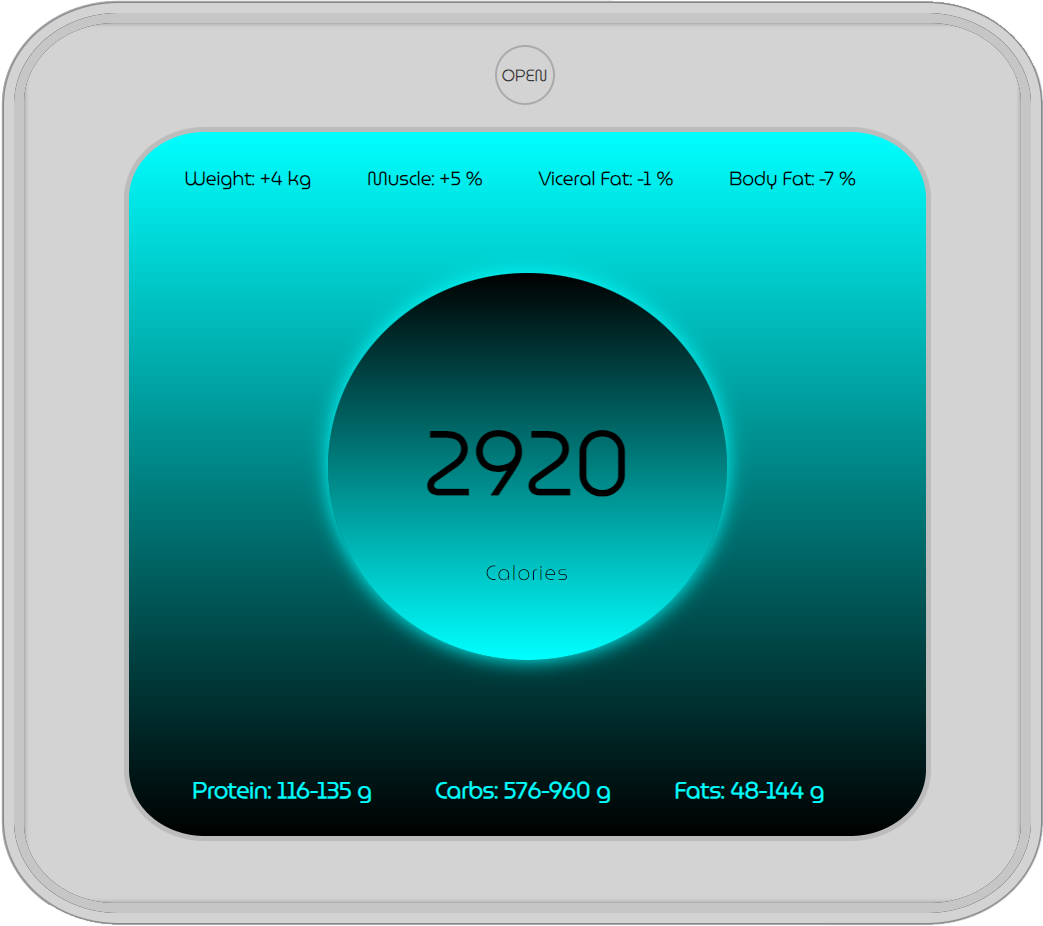 OPEN
Weight: +4 kg Muscle: +5 % Viceral Fat: -1 % Body Fat: -7 %
2920
Calories
Protein: 116-135 g Carbs: 576-960 g Fats: 48-144 g